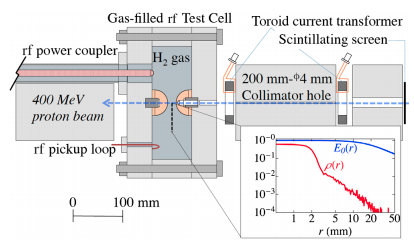 Gas-filled rf Test Cell
Toroid current transformer
Scintillating screen
rf power coupler
H₂ gas
400 MeV
proton beam
200 mm-Φ4 mm
Collimator hole
rf pickup loop
0 100 mm
10⁻⁰
10⁻¹
10⁻²
10⁻³
10⁻⁴
E₀(r)
ρ(r)
1 2 5 10 20 50
r (mm)